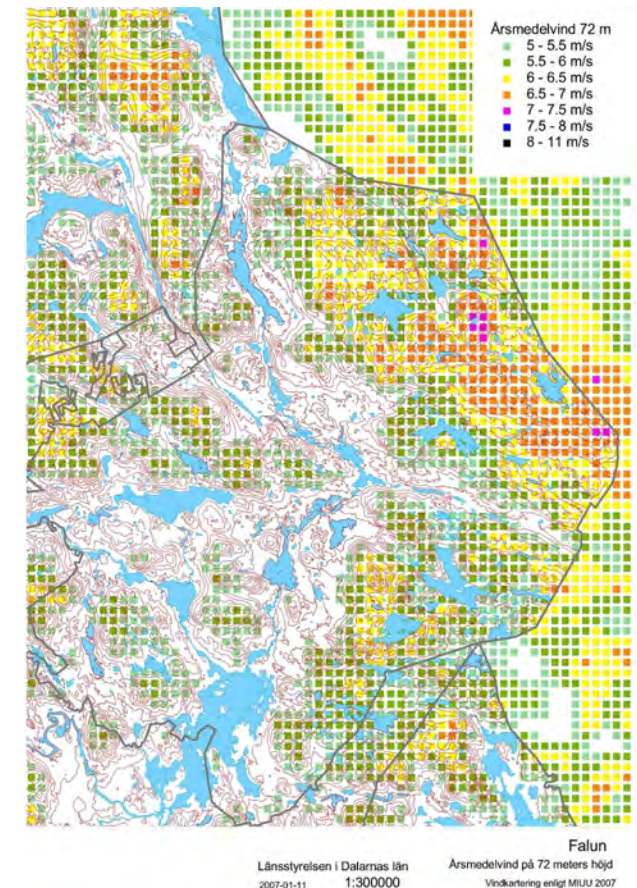 Årsmedelvind 72 m
5 - 5.5 m/s
5.5 - 6 m/s
6 - 6.5 m/s
6.5 - 7 m/s
7 - 7.5 m/s
7.5 - 8 m/s
8 - 11 m/s
Falun
Länsstyrelsen i Dalarnas län
Årsmedelvind på 72 meters höjd
2007-01-11
1:300000
Vindkartering enligt MIUU 2007